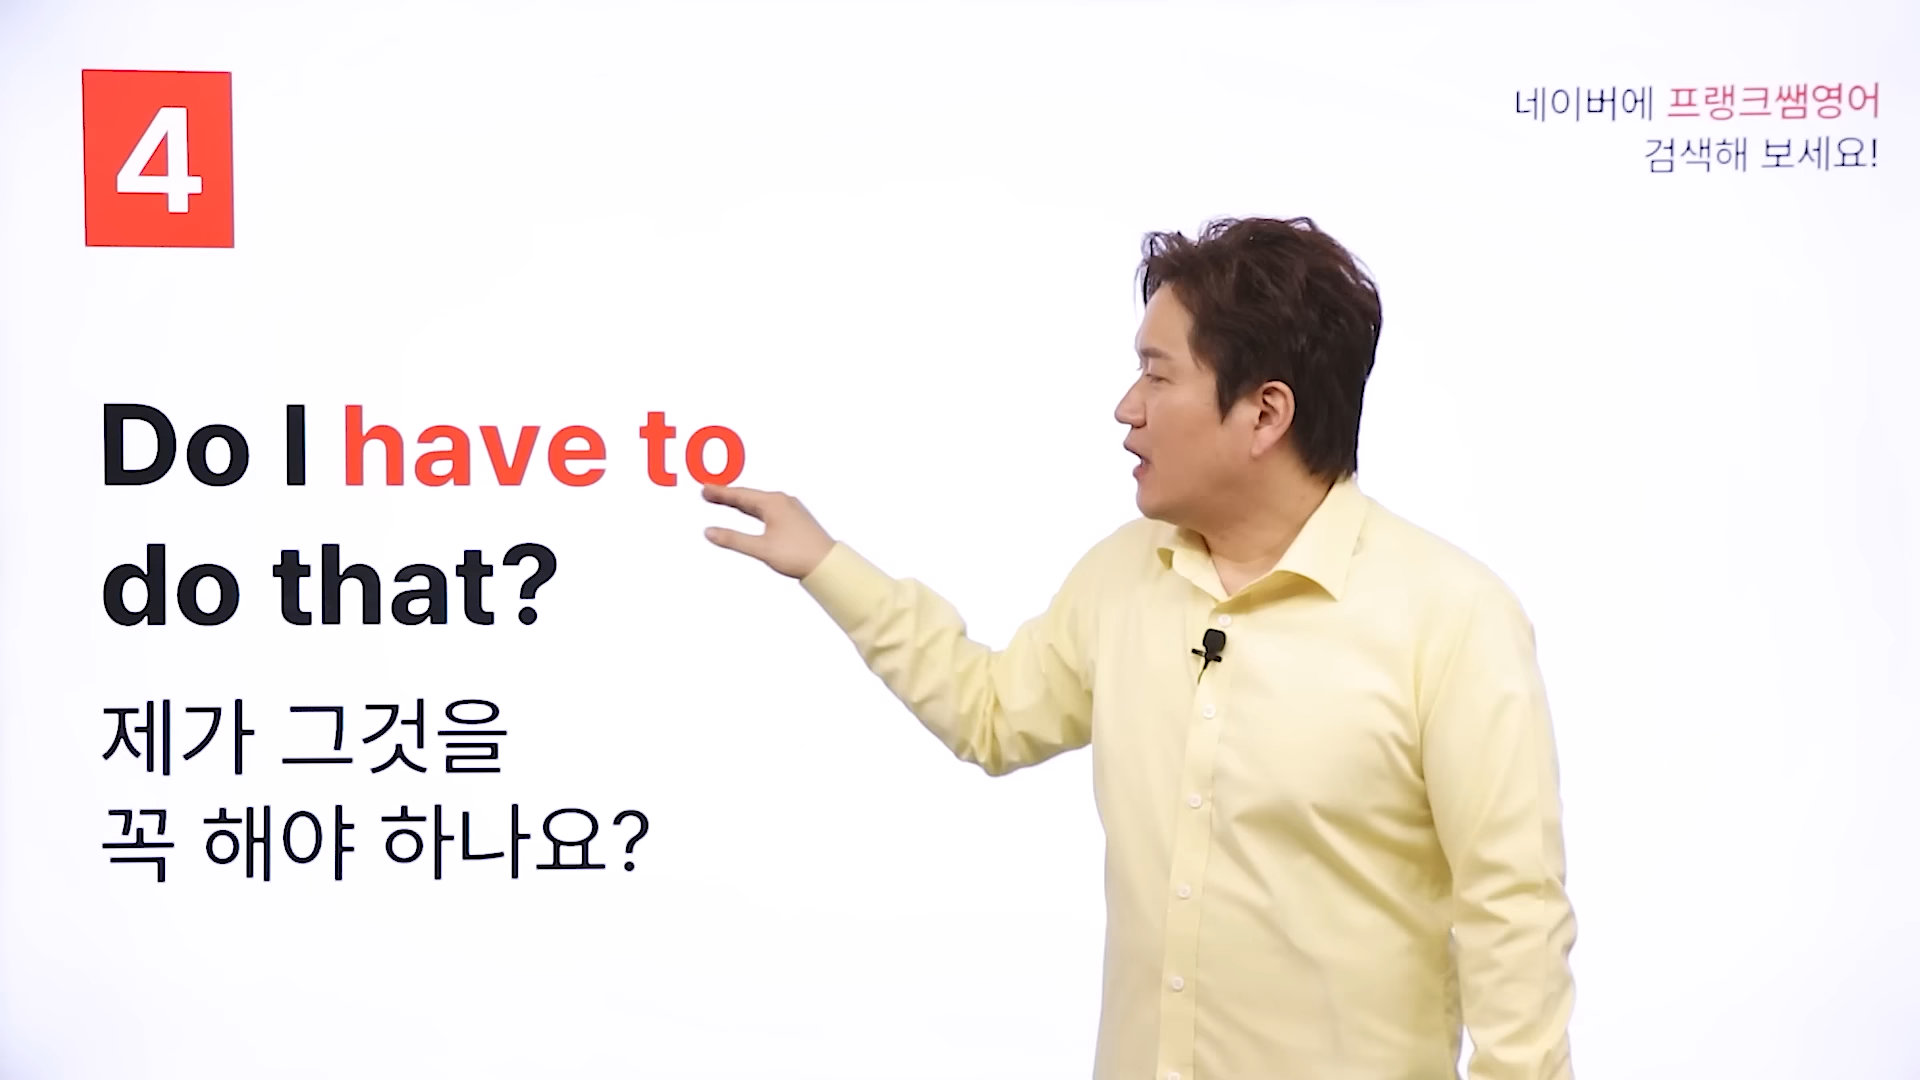 4
네이버에 프랭크쌤영어
검색해 보세요!
Do I have to
do that?
제가 그것을
꼭 해야 하나요?